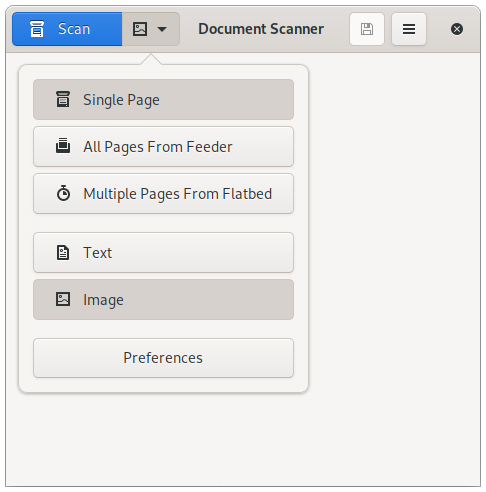 Scan
Document Scanner
Single Page
All Pages From Feeder
Multiple Pages From Flatbed
Text
Image
Preferences